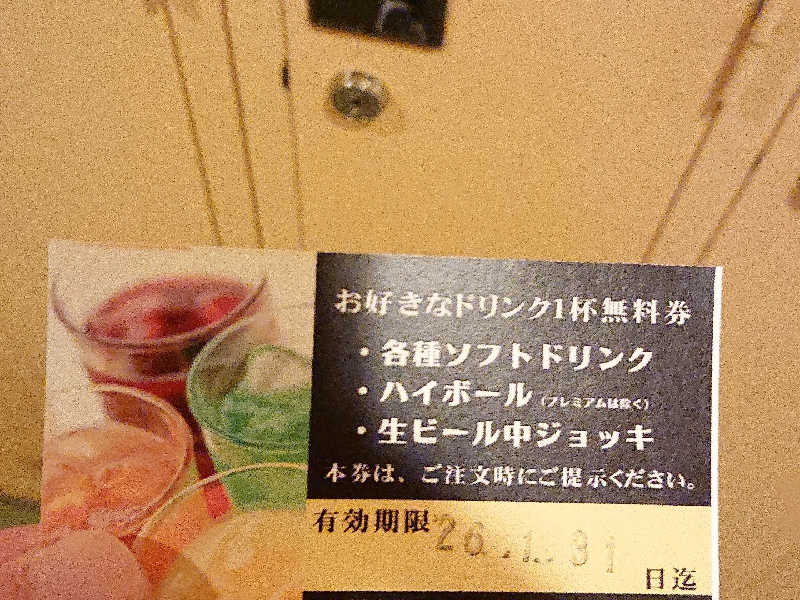 お好きなドリンク1杯無料券
・各種ソフトドリンク
・ハイボール(プレミアムは除く)
・生ビール中ジョッキ
本券は、ご注文時にご提示ください。
有効期限 26.1.31 日迄